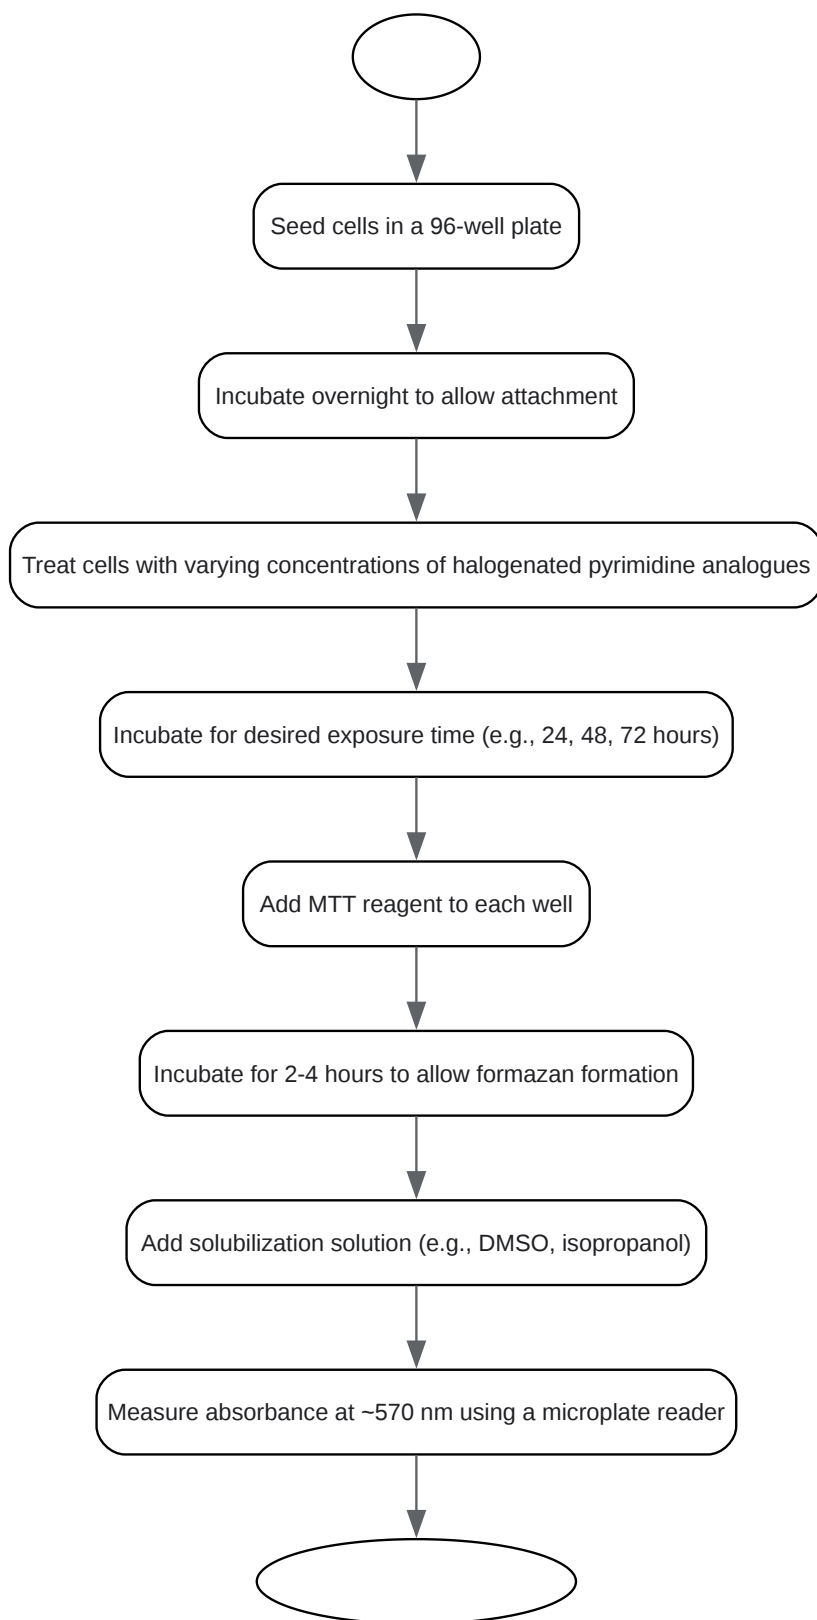 Seed cells in a 96-well plate
Incubate overnight to allow attachment
Treat cells with varying concentrations of halogenated pyrimidine analogues
Incubate for desired exposure time (e.g., 24, 48, 72 hours)
Add MTT reagent to each well
Incubate for 2-4 hours to allow formazan formation
Add solubilization solution (e.g., DMSO, isopropanol)
Measure absorbance at ~570 nm using a microplate reader